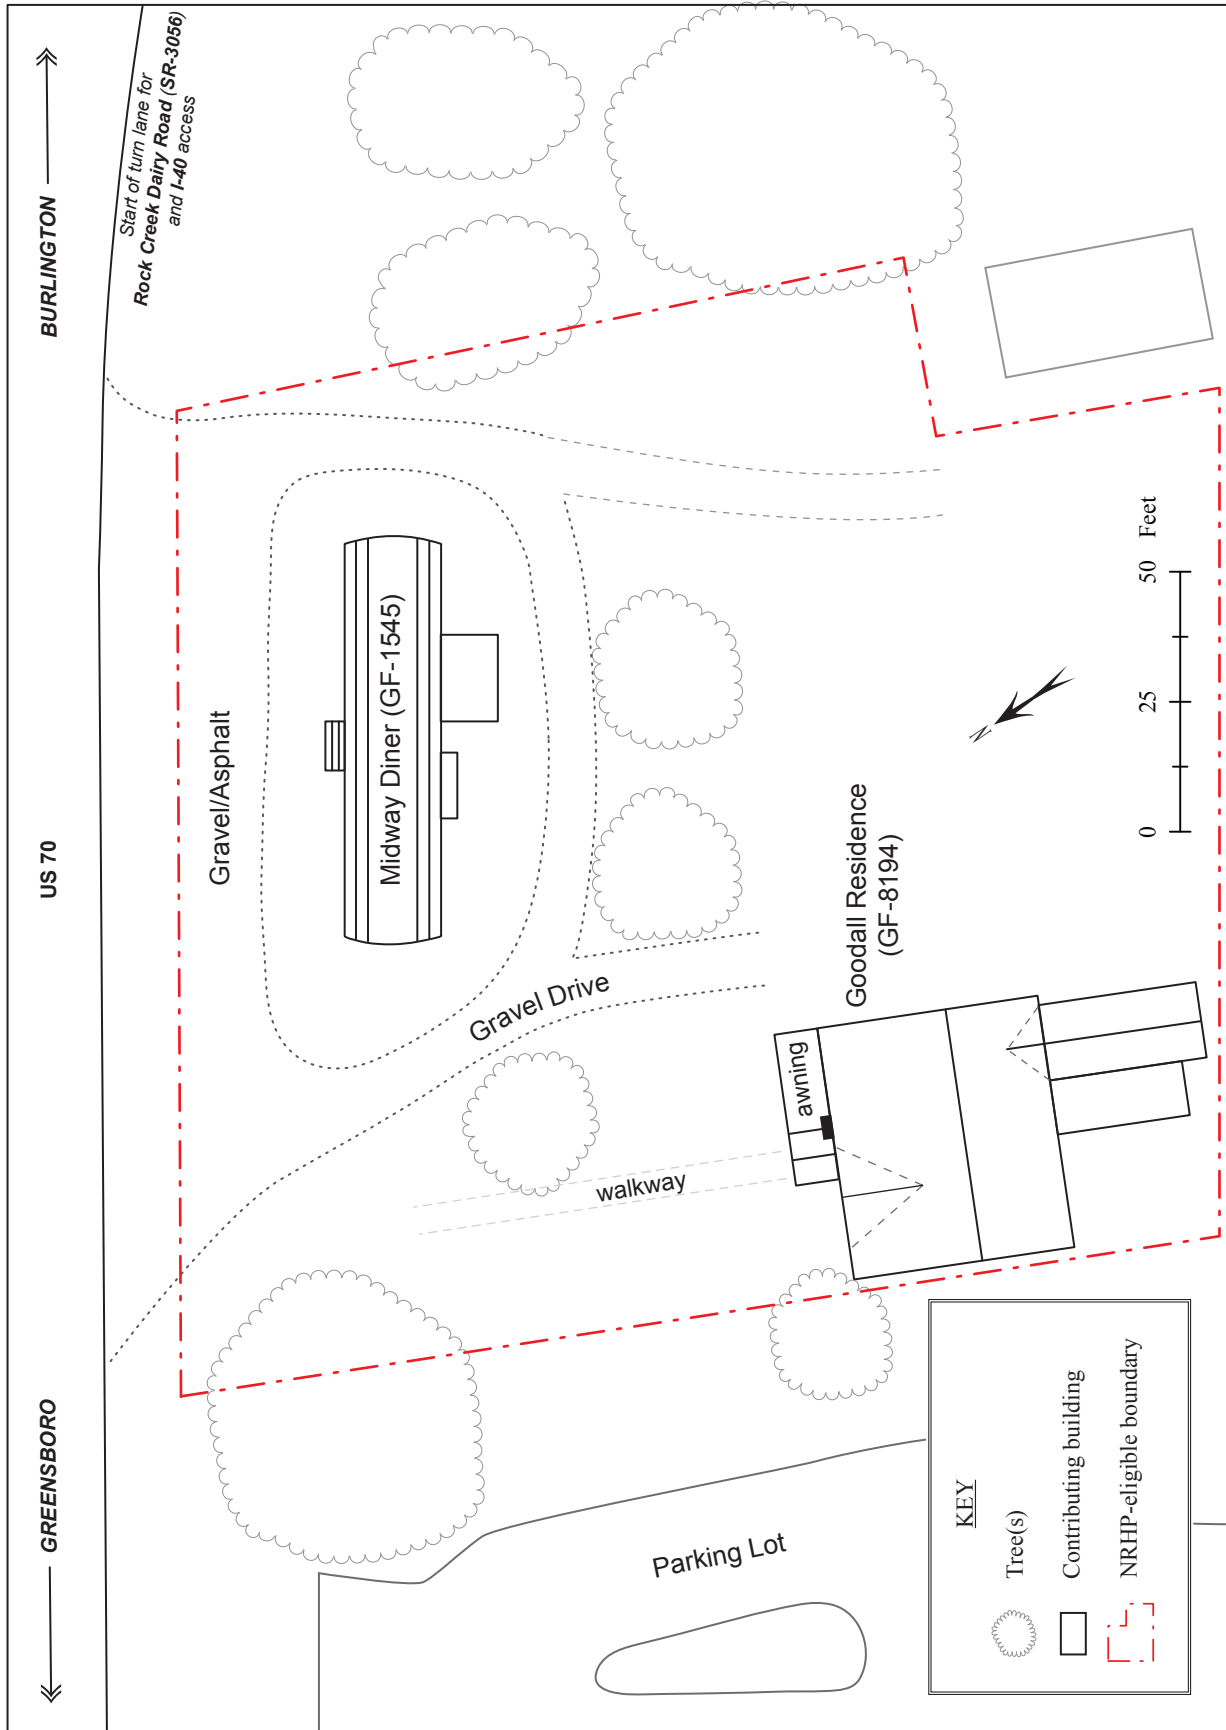 GREENSBORO
US 70
BURLINGTON
Start of turn lane for
Rock Creek Dairy Road (SR-3056)
and I-40 access
Gravel/Asphalt
Midway Diner (GF-1545)
Gravel Drive
walkway
awning
Goodall Residence
(GF-8194)
N
Parking Lot
KEY
Tree(s)
Contributing building
NRHP-eligible boundary
0 25 50 Feet